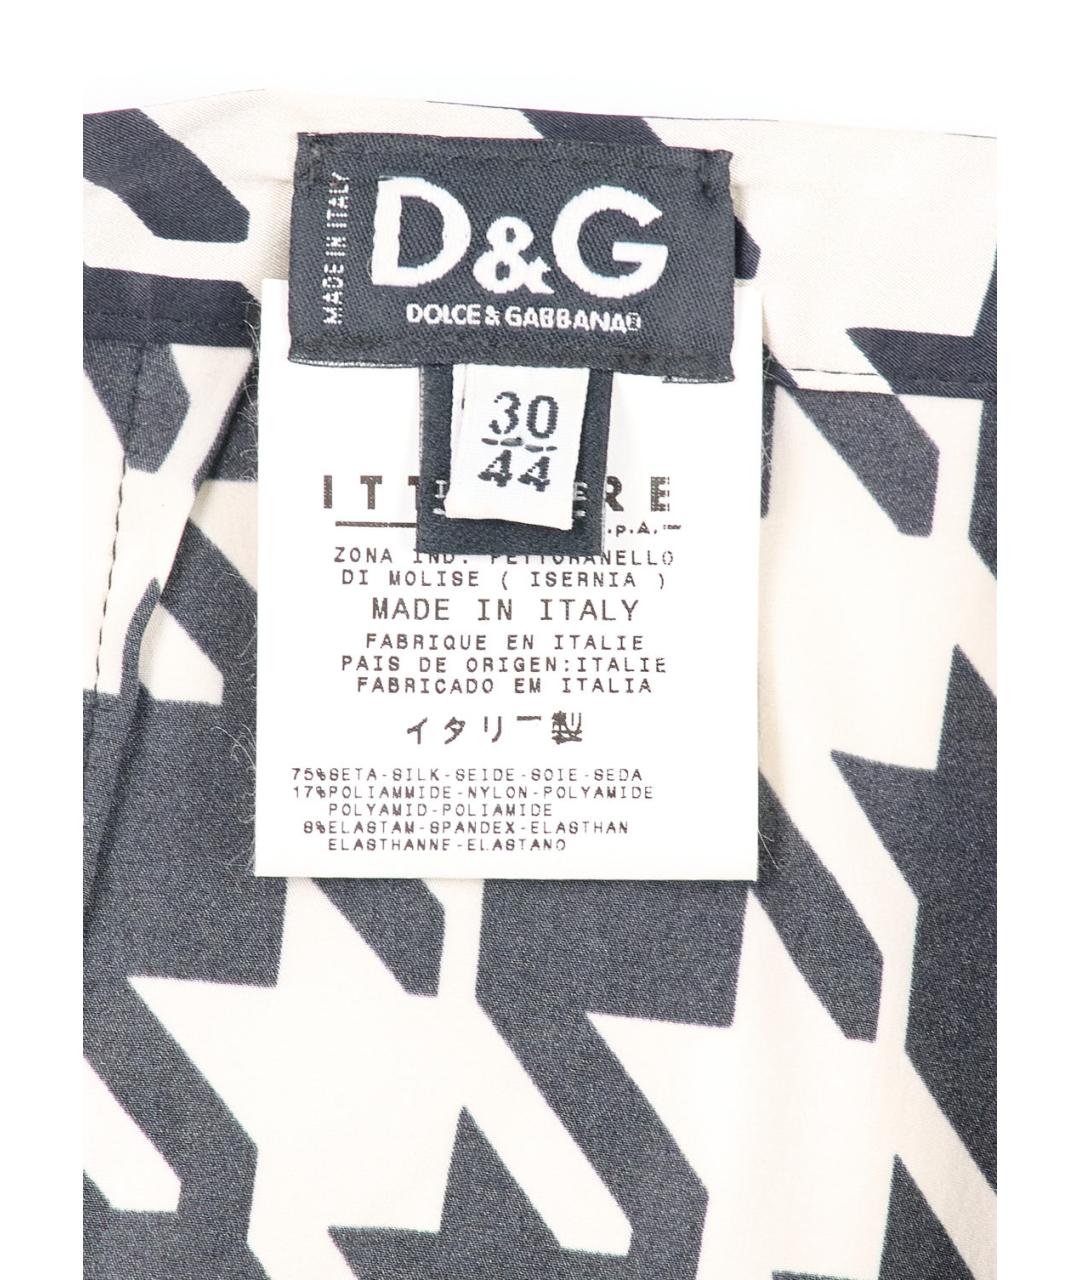 MADE IN ITALY
D&G
DOLCE & GABBANA
30
44
ZONA IND. PETTORANELLO
DI MOLISE ( ISERNIA )
MADE IN ITALY
FABRIQUE EN ITALIE
PAIS DE ORIGEN:ITALIE
FABRICADO EM ITALIA
イタリー製
75%SETA-SILK-SEIDE-SOIE-SEDA
17%POLIAMMIDE-NYLON-POLYAMIDE
POLYAMID-POLIAMIDE
8%ELASTAM-SPANDEX-ELASTHAN
ELASTHANNE-ELASTANO